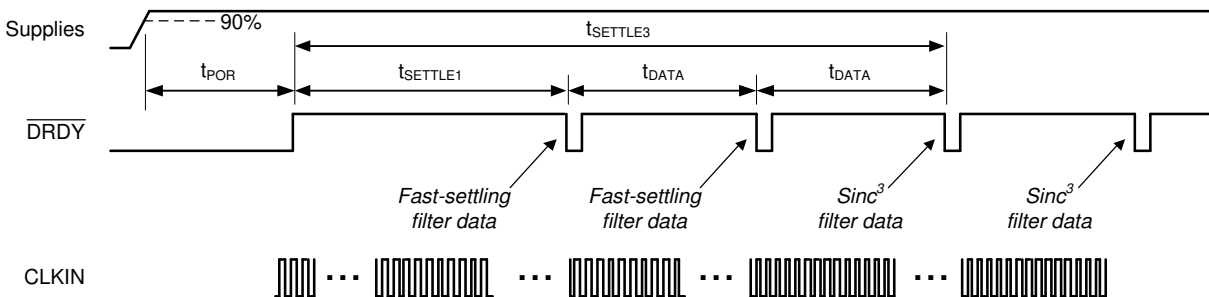 Supplies
90%
tSETTLE3
tPOR
tSETTLE1
tDATA
tDATA
DRDY
Fast-settling
filter data
Fast-settling
filter data
Sinc³
filter data
Sinc³
filter data
CLKIN